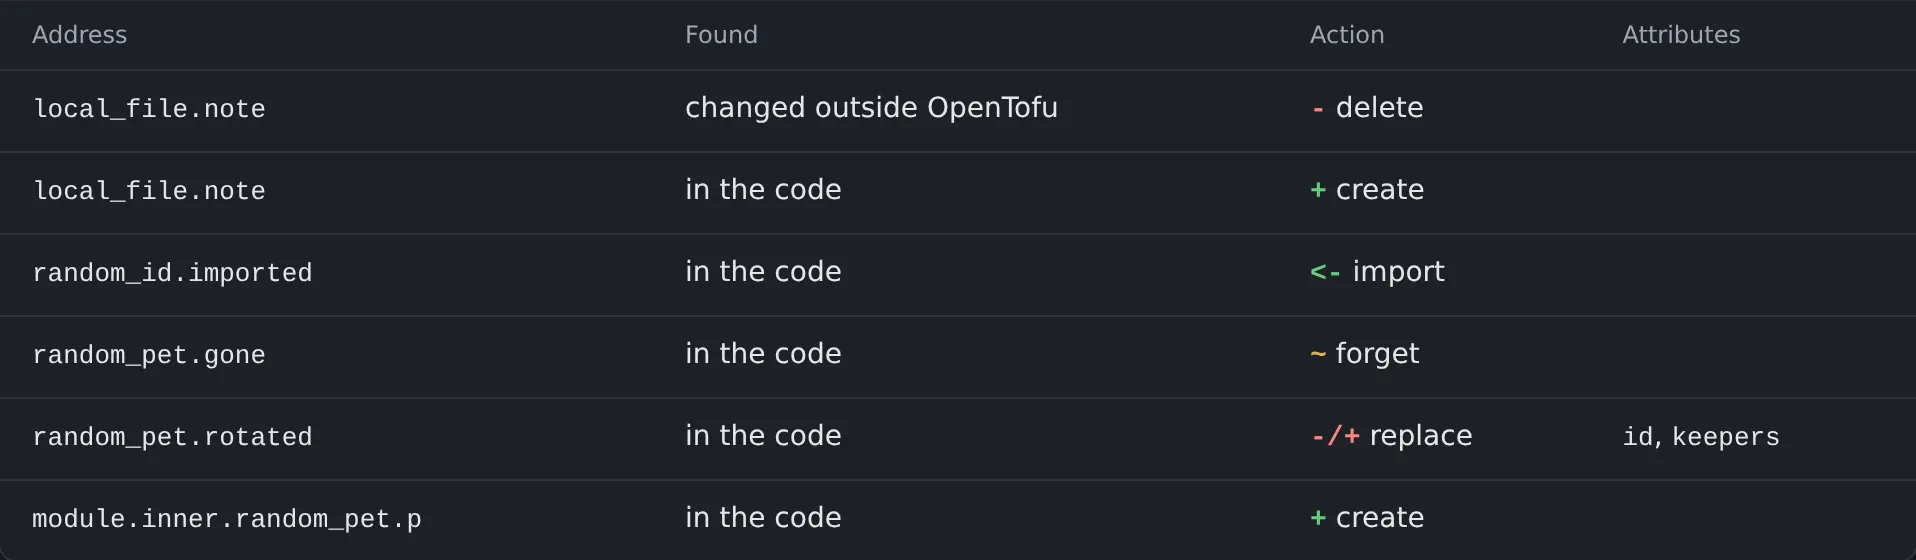 Address Found Action Attributes
local_file.note changed outside OpenTofu - delete
local_file.note in the code + create
random_id.imported in the code <- import
random_pet.gone in the code ~ forget
random_pet.rotated in the code -/+ replace id, keepers
module.inner.random_pet.p in the code + create